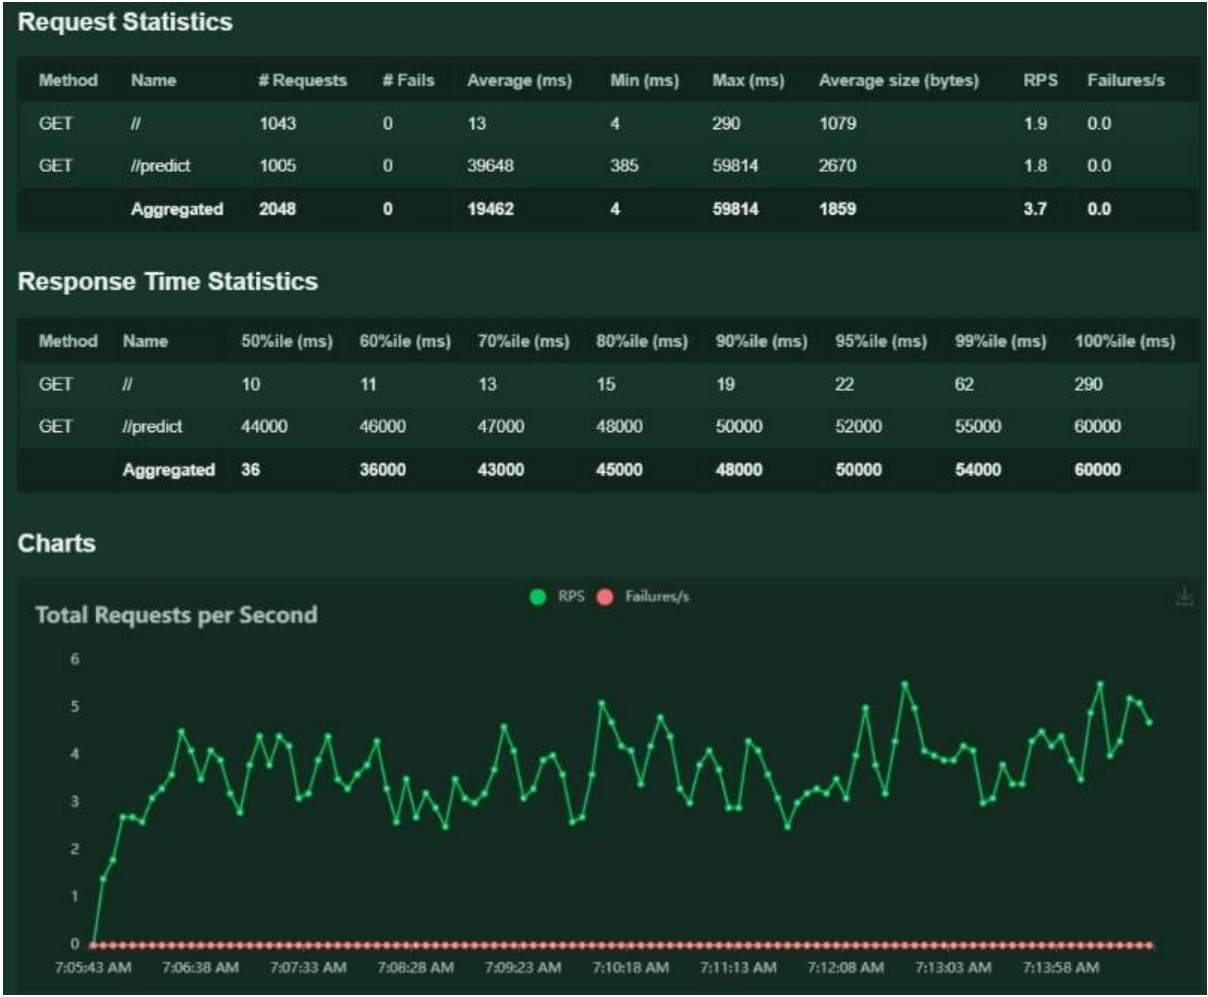 Request Statistics
Method Name # Requests # Fails Average (ms) Min (ms) Max (ms) Average size (bytes) RPS Failures/s
GET // 1043 0 13 4 290 1079 1.9 0.0
GET //predict 1005 0 39648 385 59814 2670 1.8 0.0
Aggregated 2048 0 19462 4 59814 1859 3.7 0.0
Response Time Statistics
Method Name 50%ile (ms) 60%ile (ms) 70%ile (ms) 80%ile (ms) 90%ile (ms) 95%ile (ms) 99%ile (ms) 100%ile (ms)
GET // 10 11 13 15 19 22 62 290
GET //predict 44000 46000 47000 48000 50000 52000 55000 60000
Aggregated 36 36000 43000 45000 48000 50000 54000 60000
Charts
RPS Failures/s
Total Requests per Second
6
5
4
3
2
1
0
7:05:43 AM 7:06:38 AM 7:07:33 AM 7:08:28 AM 7:09:23 AM 7:10:18 AM 7:11:13 AM 7:12:08 AM 7:13:03 AM 7:13:58 AM